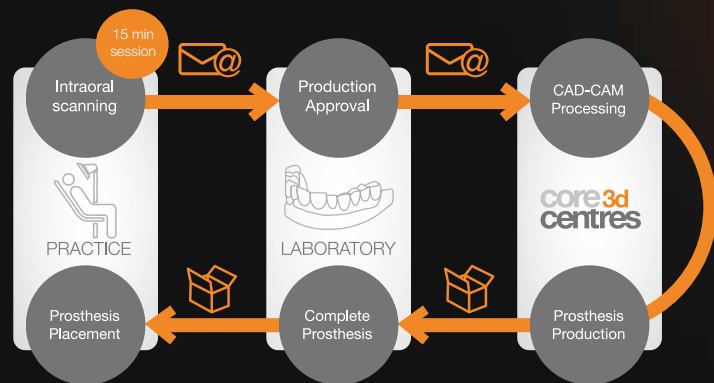 15 min
session
Intraoral
scanning
@
Production
Approval
@
CAD-CAM
Processing
PRACTICE
LABORATORY
core3d
centres
Prosthesis
Placement
Complete
Prosthesis
Prosthesis
Production